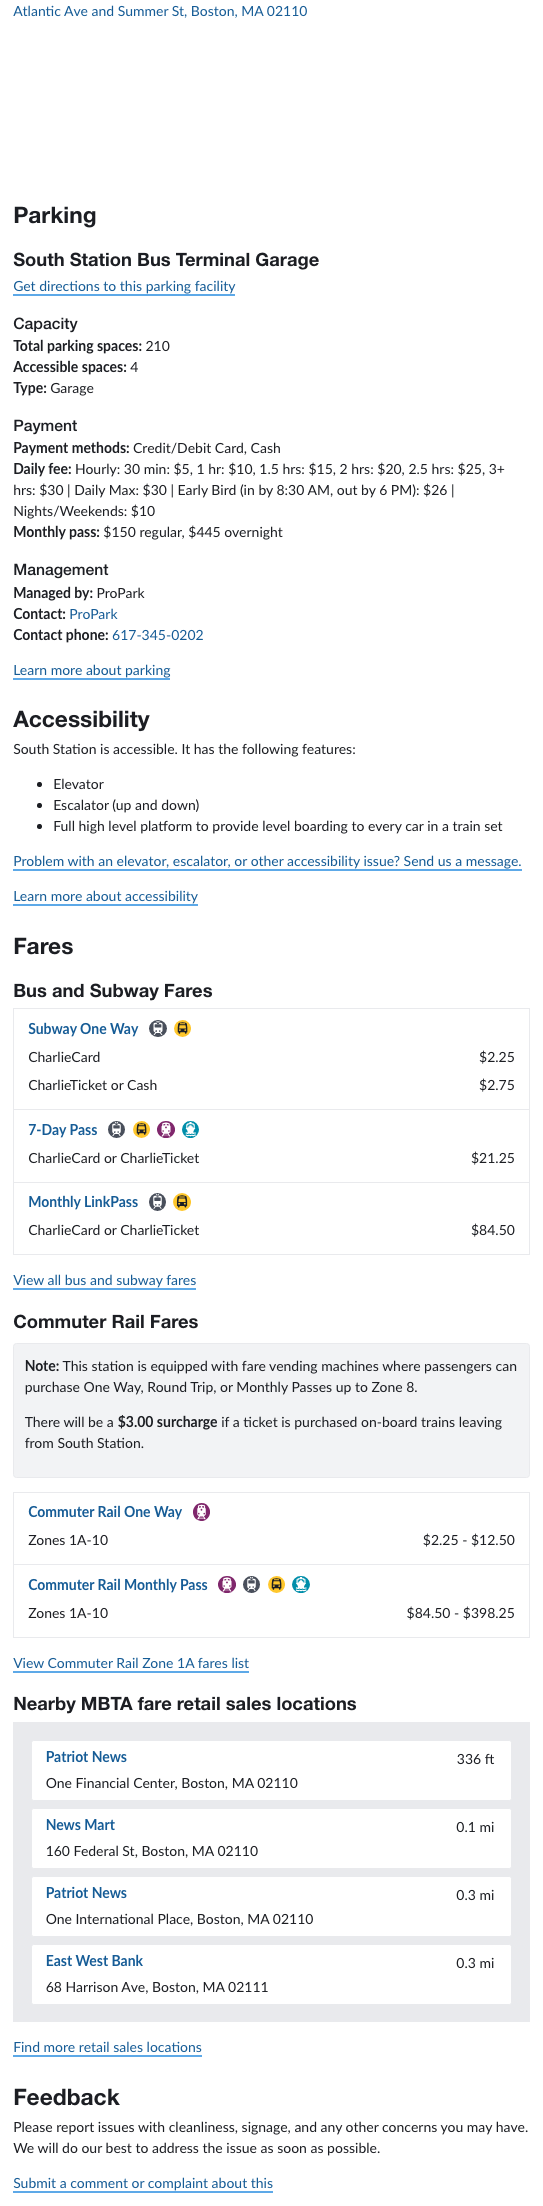 Atlantic Ave and Summer St, Boston, MA 02110
Parking
South Station Bus Terminal Garage
Get directions to this parking facility
Capacity
Total parking spaces: 210
Accessible spaces: 4
Type: Garage
Payment
Payment methods: Credit/Debit Card, Cash
Daily fee: Hourly: 30 min: $5, 1 hr: $10, 1.5 hrs: $15, 2 hrs: $20, 2.5 hrs: $25, 3+
hrs: $30 | Daily Max: $30 | Early Bird (in by 8:30 AM, out by 6 PM): $26 |
Nights/Weekends: $10
Monthly pass: $150 regular, $445 overnight
Management
Managed by: ProPark
Contact: ProPark
Contact phone: 617-345-0202
Learn more about parking
Accessibility
South Station is accessible. It has the following features:
• Elevator
• Escalator (up and down)
• Full high level platform to provide level boarding to every car in a train set
Problem with an elevator, escalator, or other accessibility issue? Send us a message.
Learn more about accessibility
Fares
Bus and Subway Fares
Subway One Way
CharlieCard $2.25
CharlieTicket or Cash $2.75
7-Day Pass
CharlieCard or CharlieTicket $21.25
Monthly LinkPass
CharlieCard or CharlieTicket $84.50
View all bus and subway fares
Commuter Rail Fares
Note: This station is equipped with fare vending machines where passengers can
purchase One Way, Round Trip, or Monthly Passes up to Zone 8.
There will be a $3.00 surcharge if a ticket is purchased on-board trains leaving
from South Station.
Commuter Rail One Way
Zones 1A-10 $2.25 - $12.50
Commuter Rail Monthly Pass
Zones 1A-10 $84.50 - $398.25
View Commuter Rail Zone 1A fares list
Nearby MBTA fare retail sales locations
Patriot News 336 ft
One Financial Center, Boston, MA 02110
News Mart 0.1 mi
160 Federal St, Boston, MA 02110
Patriot News 0.3 mi
One International Place, Boston, MA 02110
East West Bank 0.3 mi
68 Harrison Ave, Boston, MA 02111
Find more retail sales locations
Feedback
Please report issues with cleanliness, signage, and any other concerns you may have.
We will do our best to address the issue as soon as possible.
Submit a comment or complaint about this